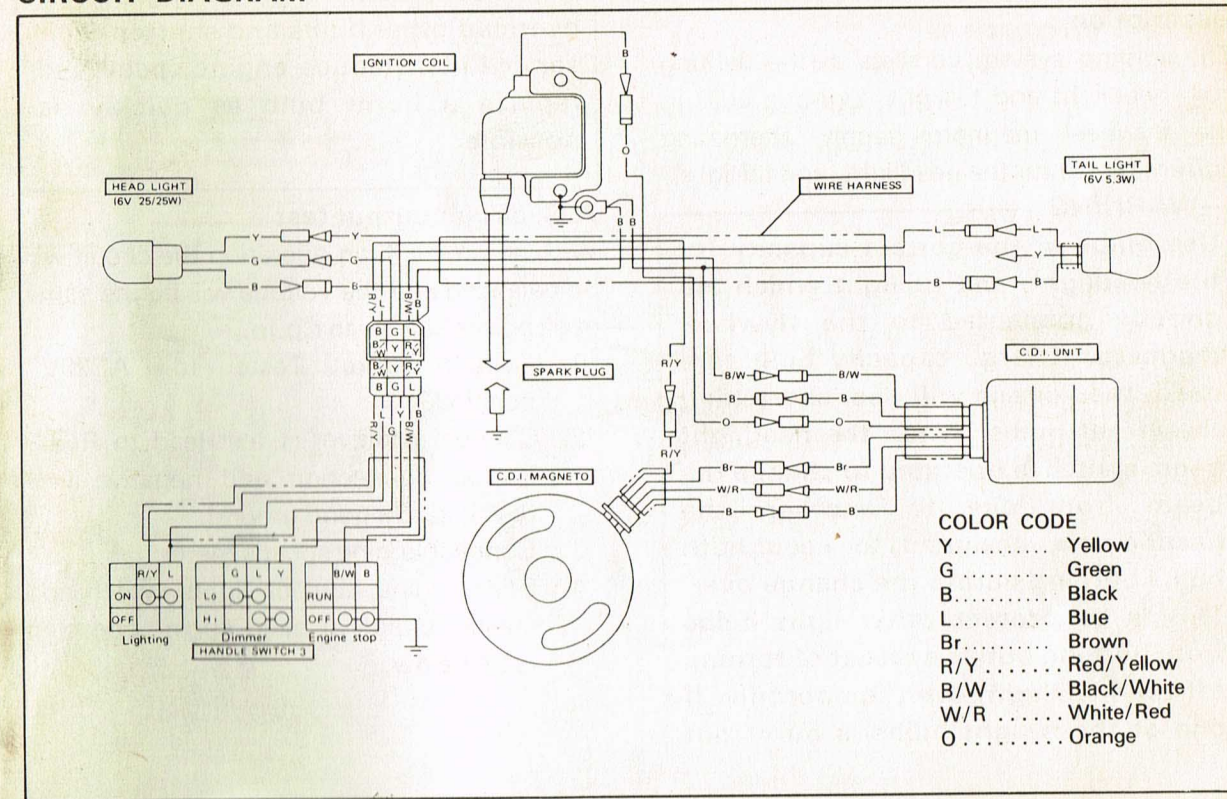 CIRCUIT DIAGRAM
IGNITION COIL
B
O
HEAD LIGHT
(6V 25/25W)
TAIL LIGHT
(6V 5.3W)
WIRE HARNESS
B B
Y Y
G G
B B
L L
Y
B B
R/Y L B/W B
B G L
B/W Y R/Y
B/W Y R/Y
B G L
L Y B
R/Y G B/W
SPARK PLUG
C.D.I. UNIT
R/Y
R/Y
B/W B/W
B B
O O
Br Br
W/R W/R
B B
C.D.I. MAGNETO
R/Y L
ON
OFF
Lighting
G L Y
Lo
Hi
Dimmer
B/W B
RUN
OFF
Engine stop
HANDLE SWITCH 3
COLOR CODE
Y ........... Yellow
G ........... Green
B ........... Black
L ........... Blue
Br ......... Brown
R/Y ....... Red/Yellow
B/W ....... Black/White
W/R ...... White/Red
O ......... Orange